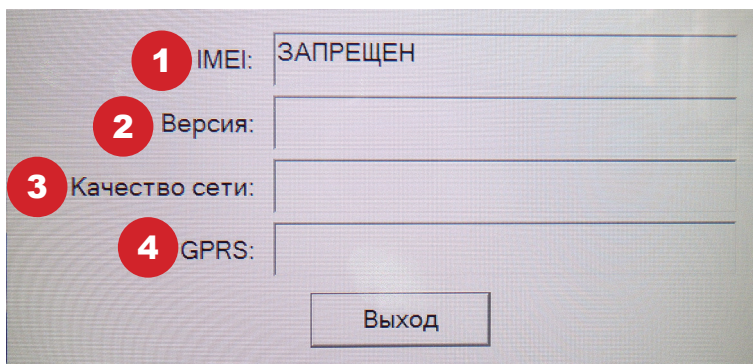 1 IMEI: ЗАПРЕЩЕН
2 Версия:
3 Качество сети:
4 GPRS:
Выход